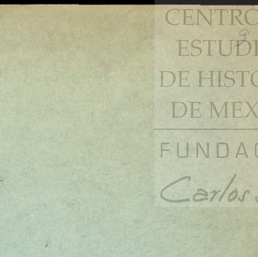 CENTRO
ESTUDI
DE HISTO
DE MEX
FUNDAC
Carlos